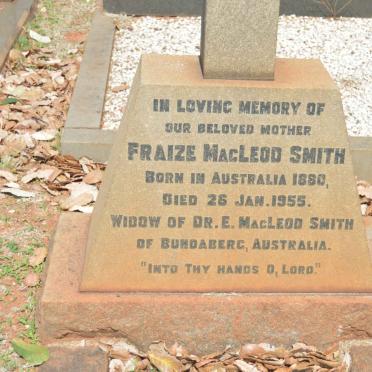 IN LOVING MEMORY OF
OUR BELOVED MOTHER
FRAIZE MACLEOD SMITH
BORN IN AUSTRALIA 1880,
DIED 26 JAN. 1955.
WIDOW OF DR. E. MACLEOD SMITH
OF BUNDABERG, AUSTRALIA.
"INTO THY HANDS O, LORD."